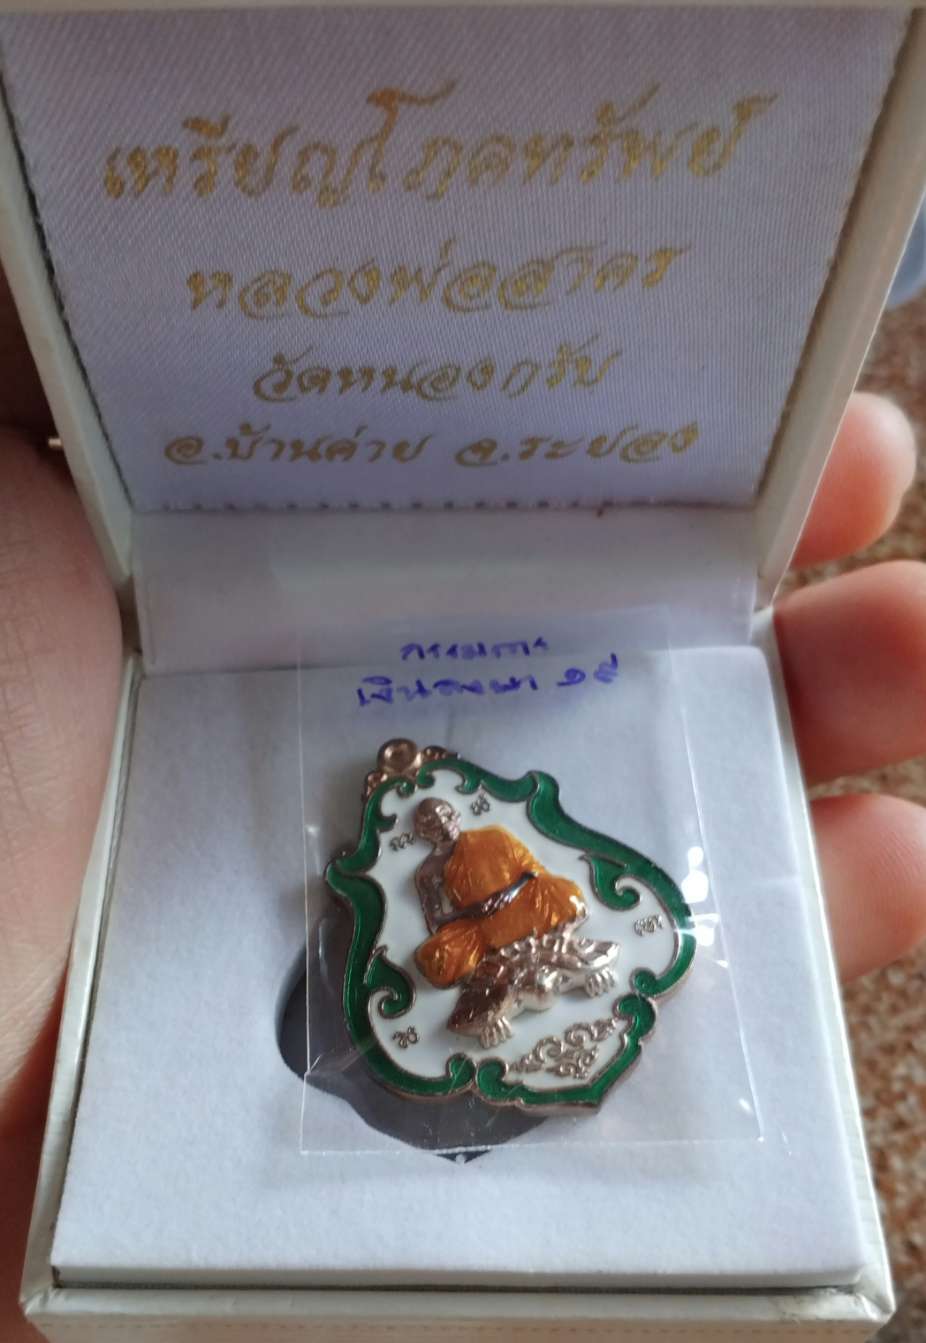 เหรียญโภคทรัพย์
หลวงพ่อสาคร
วัดหนองกรับ
อ.บ้านค่าย จ.ระยอง
กรรมการ
เงินลงยา ๑๕